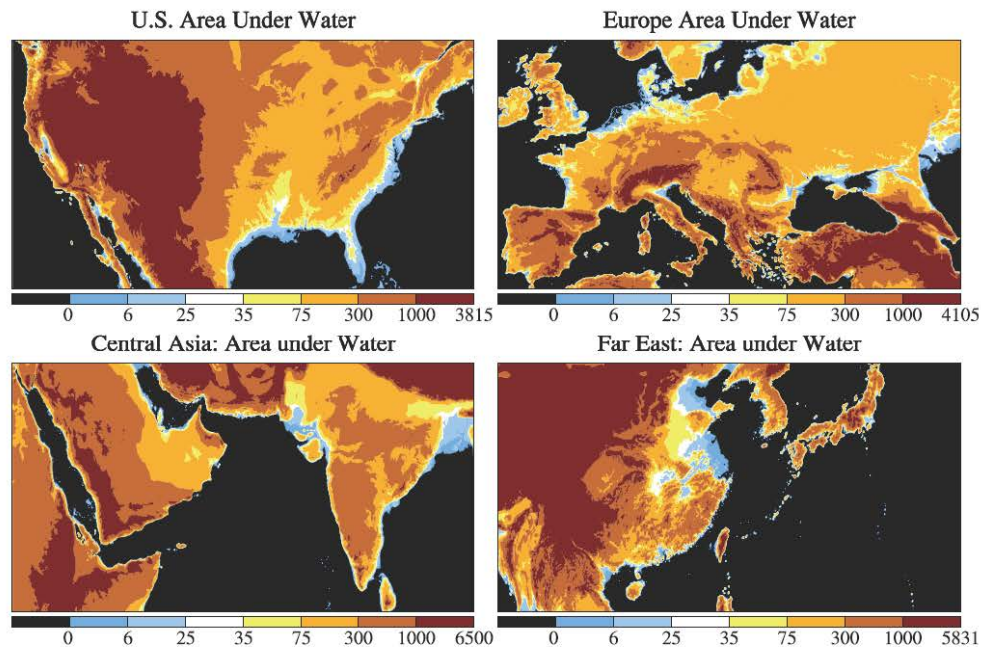 U.S. Area Under Water
Europe Area Under Water
0 6 25 35 75 300 1000 3815
0 6 25 35 75 300 1000 4105
Central Asia: Area under Water
Far East: Area under Water
0 6 25 35 75 300 1000 6500
0 6 25 35 75 300 1000 5831